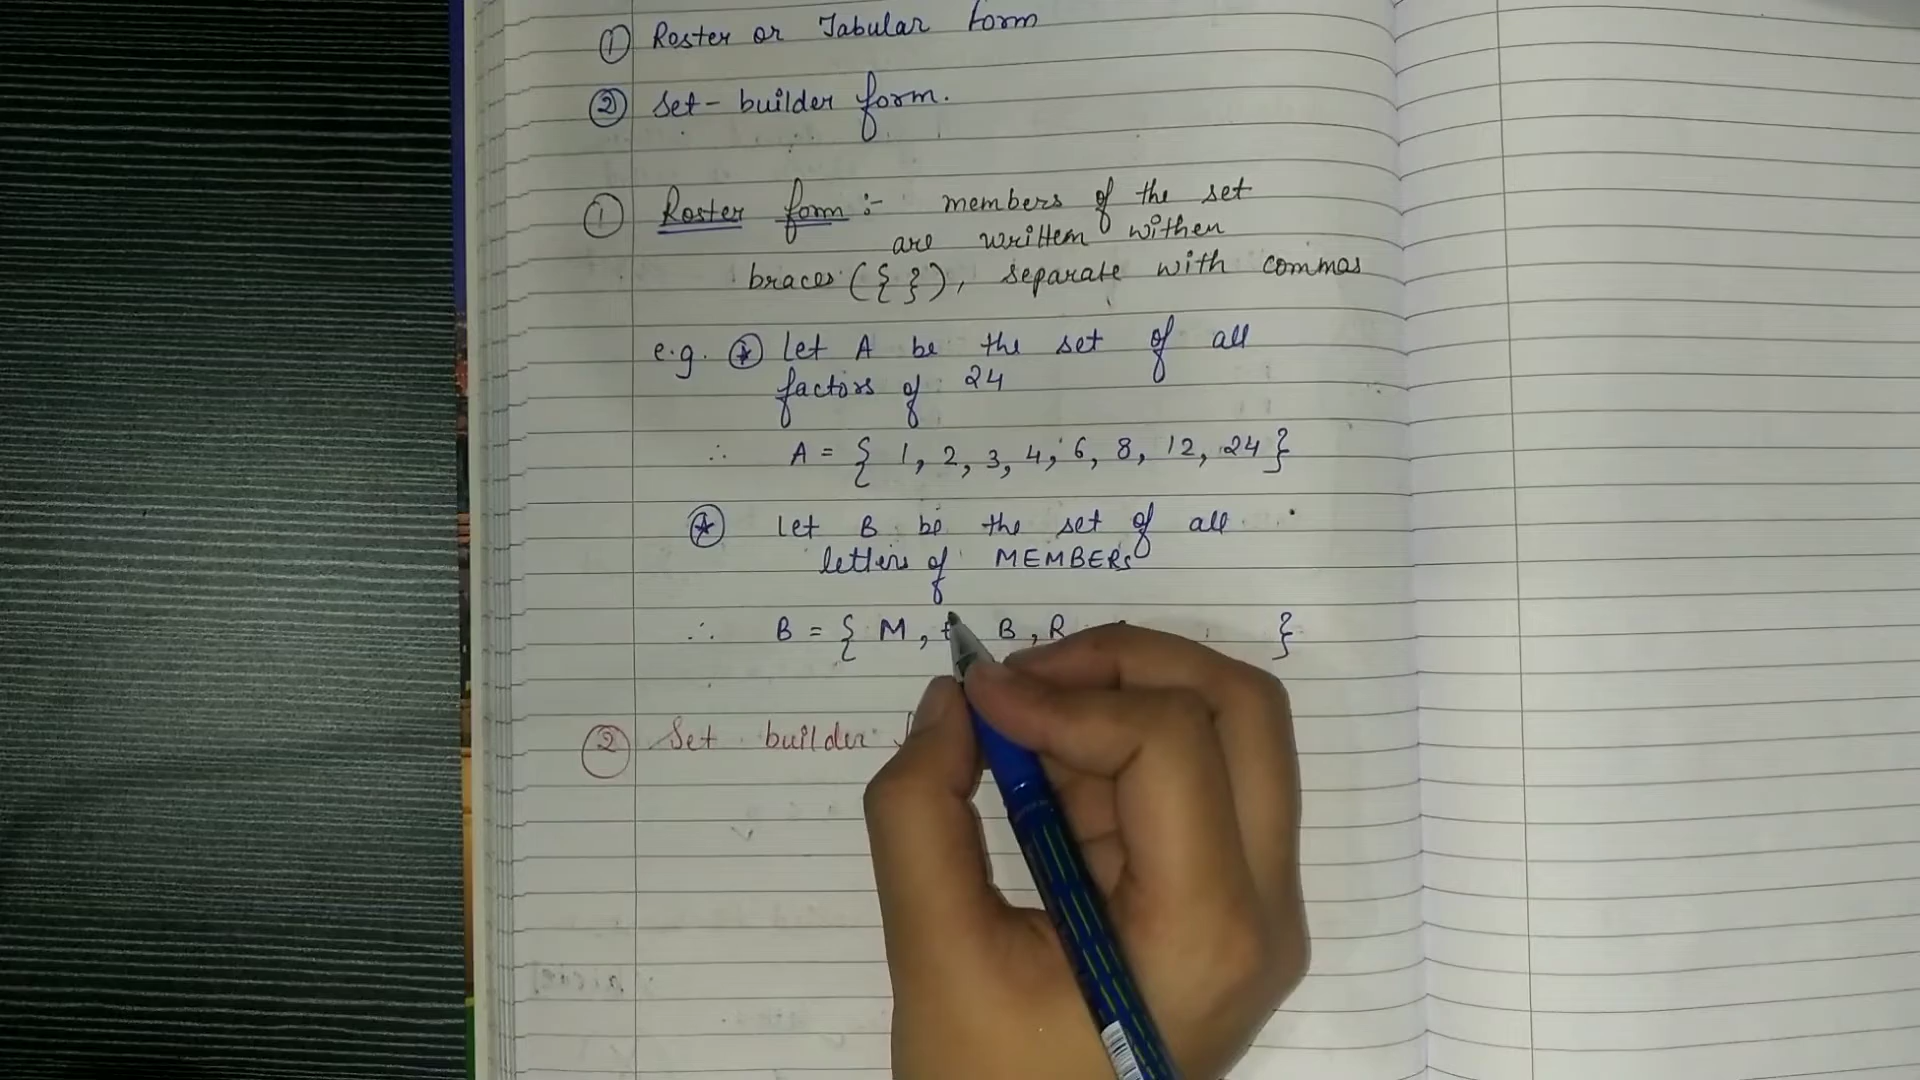 ① Roster or Tabular form
② Set-builder form.
① Roster form :- members of the set
are written withen
braces ({ }), separate with commas
e.g. ⊛ Let A be the set of all
factors of 24
∴ A = { 1, 2, 3, 4, 6, 8, 12, 24 }
⊛ Let B be the set of all
letters of MEMBERS
∴ B = { M, B, R }
② Set builder